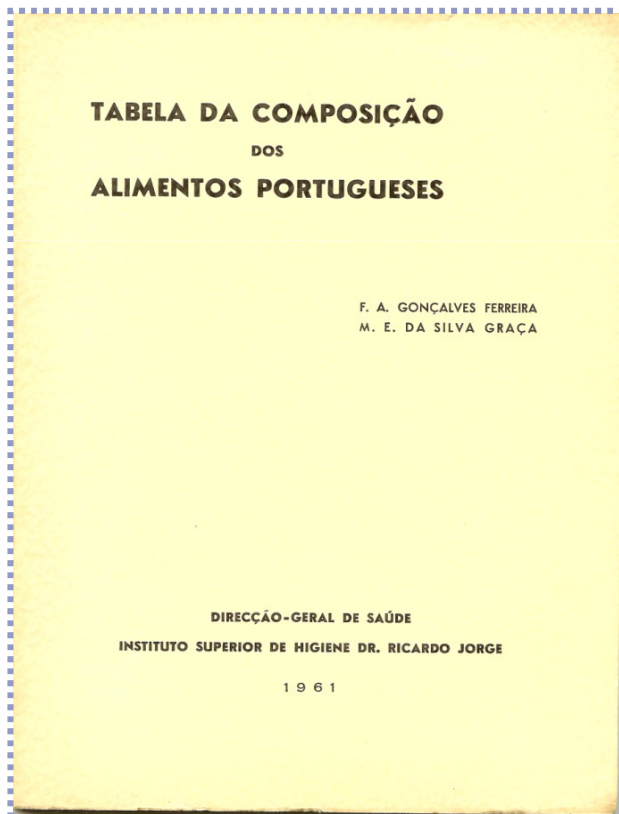 TABELA DA COMPOSIÇÃO
DOS
ALIMENTOS PORTUGUESES
F. A. GONÇALVES FERREIRA
M. E. DA SILVA GRAÇA
DIRECÇÃO-GERAL DE SAÚDE
INSTITUTO SUPERIOR DE HIGIENE DR. RICARDO JORGE
1961